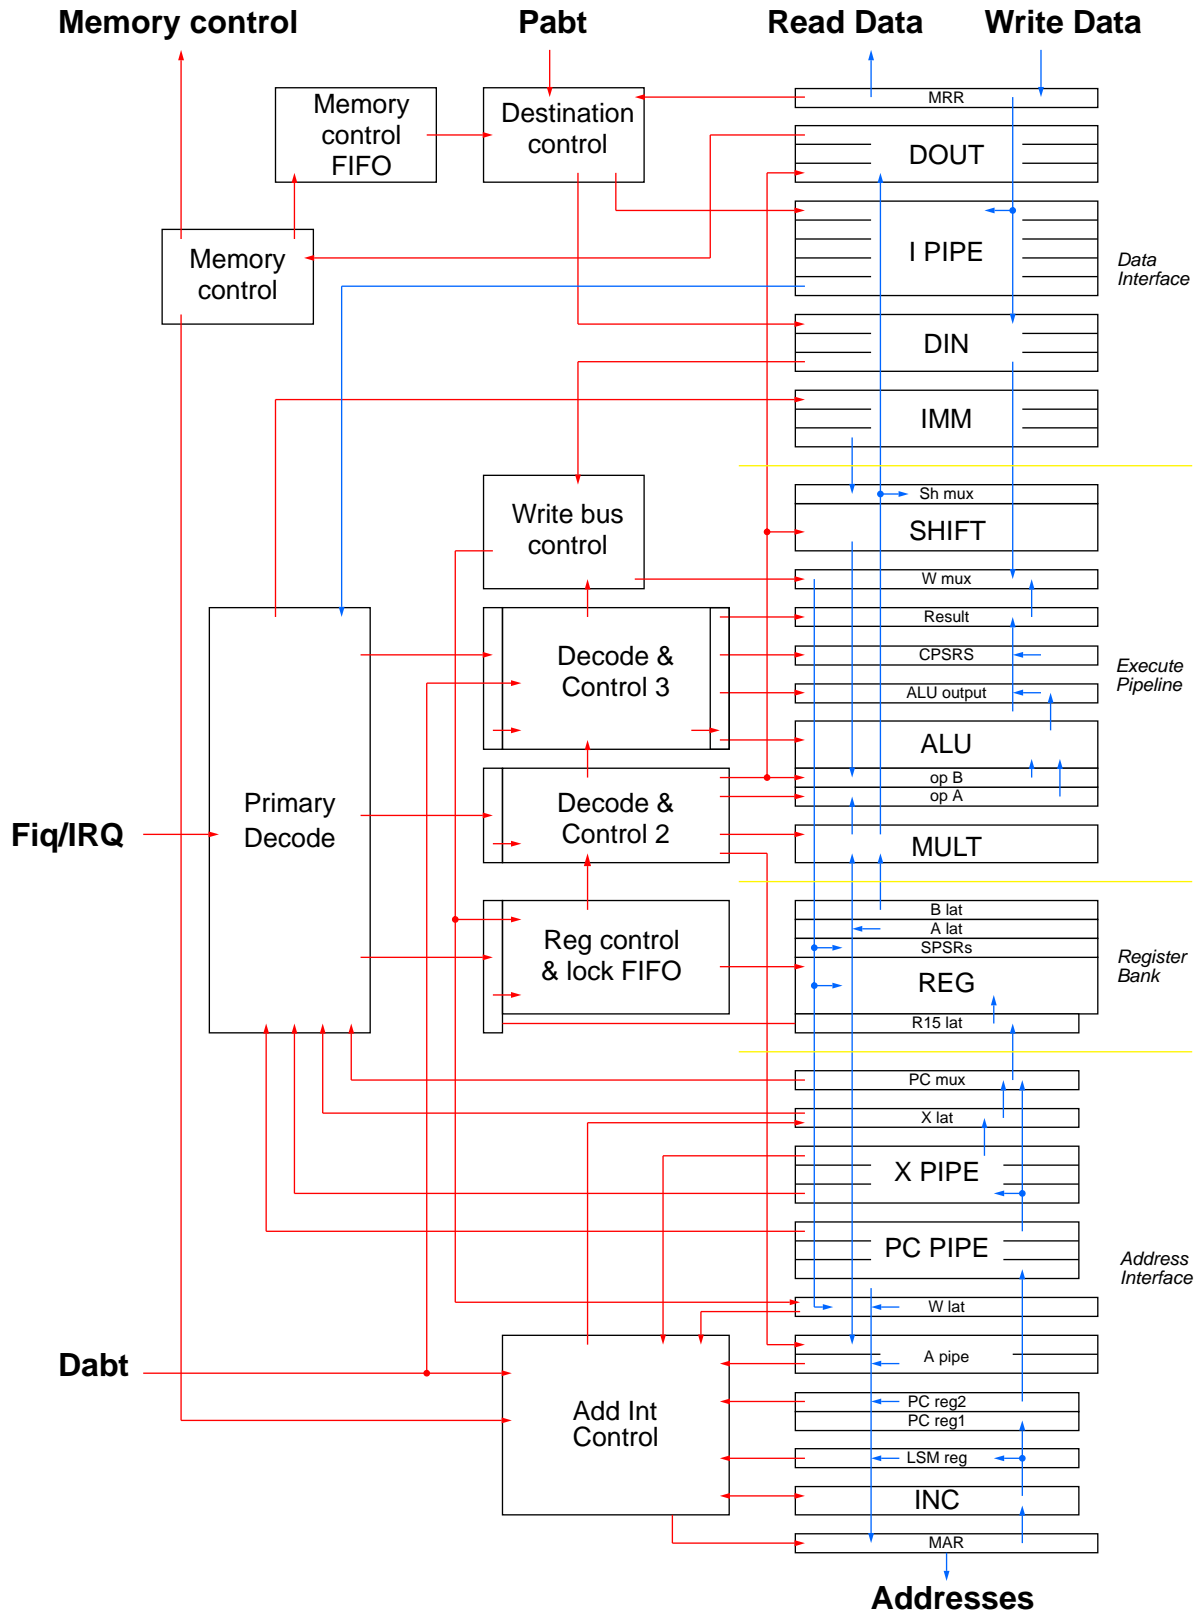 Memory control
Pabt
Read Data
Write Data
Memory
control
FIFO
Destination
control
MRR
DOUT
I PIPE
Memory
control
Data
Interface
DIN
IMM
Write bus
control
Sh mux
SHIFT
W mux
Result
Decode &
Control 3
CPSRS
Execute
Pipeline
ALU output
ALU
op B
op A
Primary
Decode
Decode &
Control 2
Fiq/IRQ
MULT
B lat
A lat
SPSRs
Reg control
& lock FIFO
REG
Register
Bank
R15 lat
PC mux
X lat
X PIPE
PC PIPE
Address
Interface
W lat
Dabt
A pipe
Add Int
Control
PC reg2
PC reg1
LSM reg
INC
MAR
Addresses